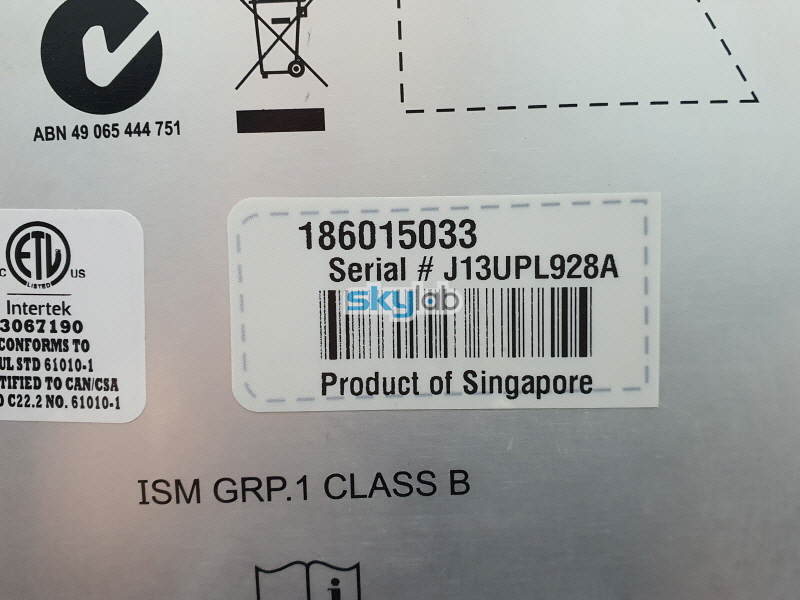 ABN 49 065 444 751
186015033
Serial # J13UPL928A
skylab
Product of Singapore
ETL
C US
LISTED
Intertek
3067190
CONFORMS TO
UL STD 61010-1
TIFIED TO CAN/CSA
D C22.2 NO. 61010-1
ISM GRP.1 CLASS B
i